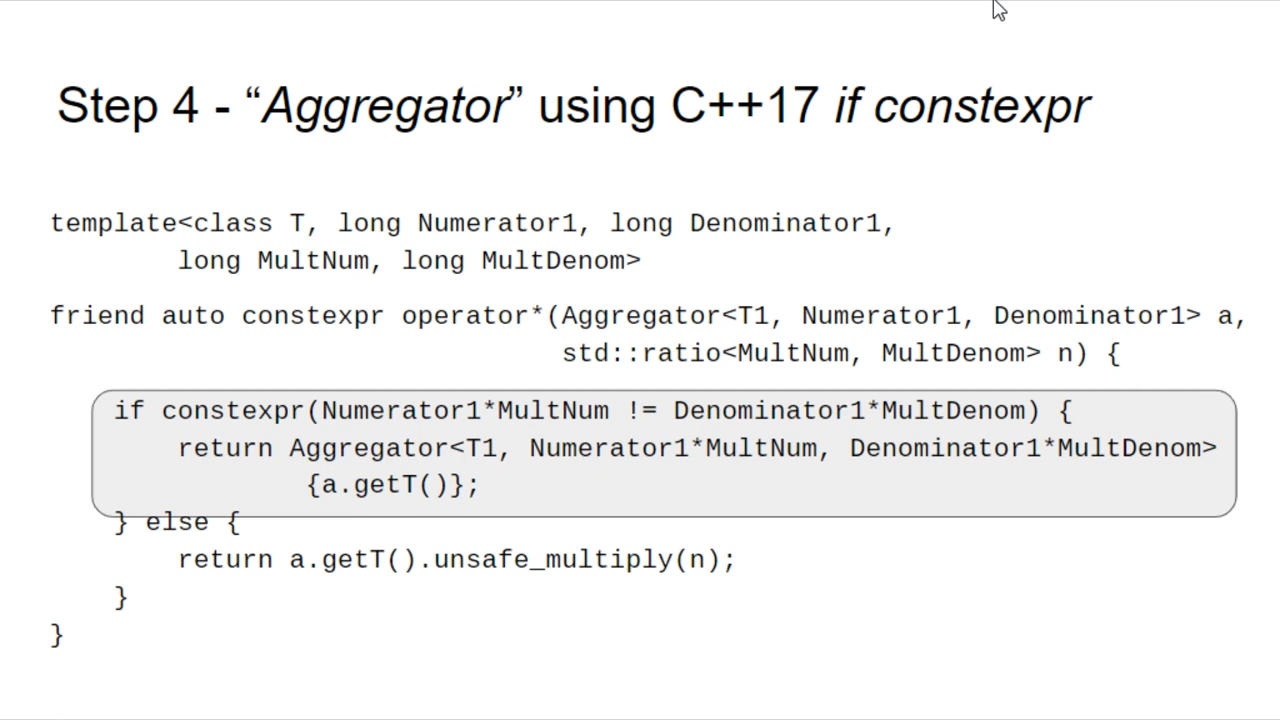 Step 4 - “Aggregator” using C++17 if constexpr
template<class T, long Numerator1, long Denominator1,
        long MultNum, long MultDenom>
friend auto constexpr operator*(Aggregator<T1, Numerator1, Denominator1> a,
                                std::ratio<MultNum, MultDenom> n) {
    if constexpr(Numerator1*MultNum != Denominator1*MultDenom) {
        return Aggregator<T1, Numerator1*MultNum, Denominator1*MultDenom>
                {a.getT()};
    } else {
        return a.getT().unsafe_multiply(n);
    }
}